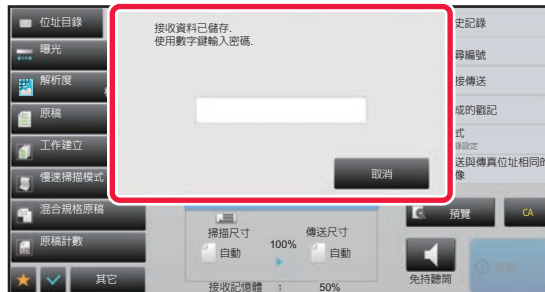 位址目錄
曝光
解析度
原稿
工作建立
慢速掃描模式
混合規格原稿
原稿計數
其它
接收資料已儲存.
使用數字鍵輸入密碼.
取消
史記錄
尋編號
接傳送
成的戳記
式
送與傳真位址相同的
像
預覽
CA
掃描尺寸
傳送尺寸
自動
100%
自動
免持聽筒
接收記憶體 : 50%